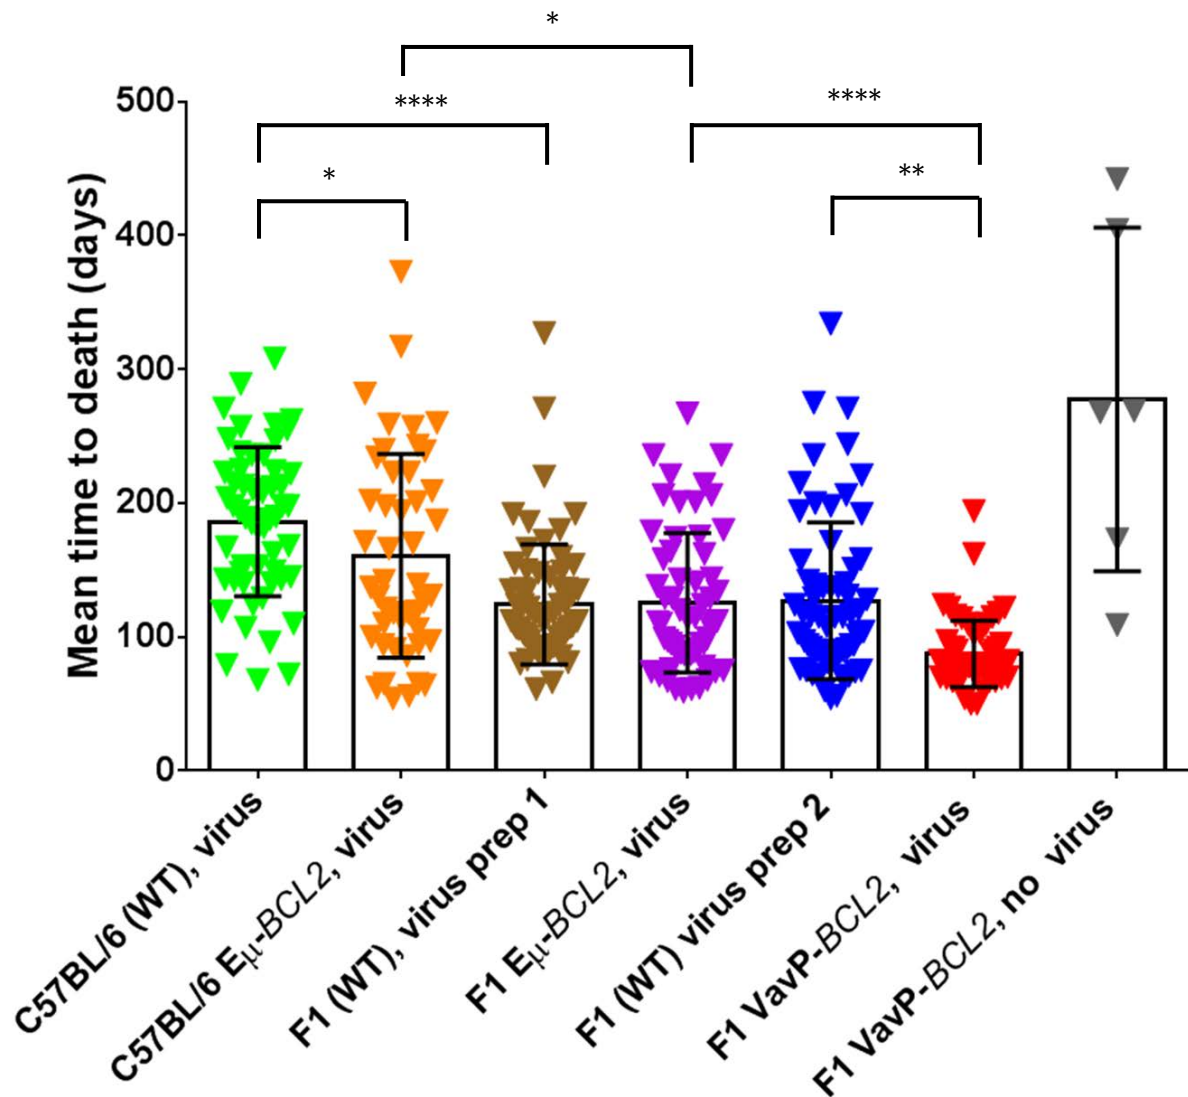 *
500
****
****
*
**
400
300
200
100
0
Mean time to death (days)
C57BL/6 (WT), virus
C57BL/6 Eμ-BCL2, virus
F1 (WT), virus prep 1
F1 Eμ-BCL2, virus
F1 (WT) virus prep 2
F1 VavP-BCL2, virus
F1 VavP-BCL2, no virus